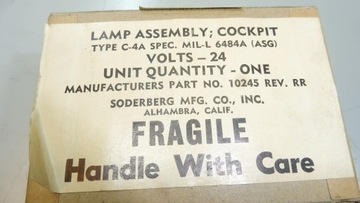 LAMP ASSEMBLY; COCKPIT
TYPE C-4A SPEC. MIL-L 6484A (ASG)
VOLTS - 24
UNIT QUANTITY - ONE
MANUFACTURERS PART NO. 10245 REV. RR
SODERBERG MFG. CO., INC.
ALHAMBRA, CALIF.
FRAGILE
Handle With Care